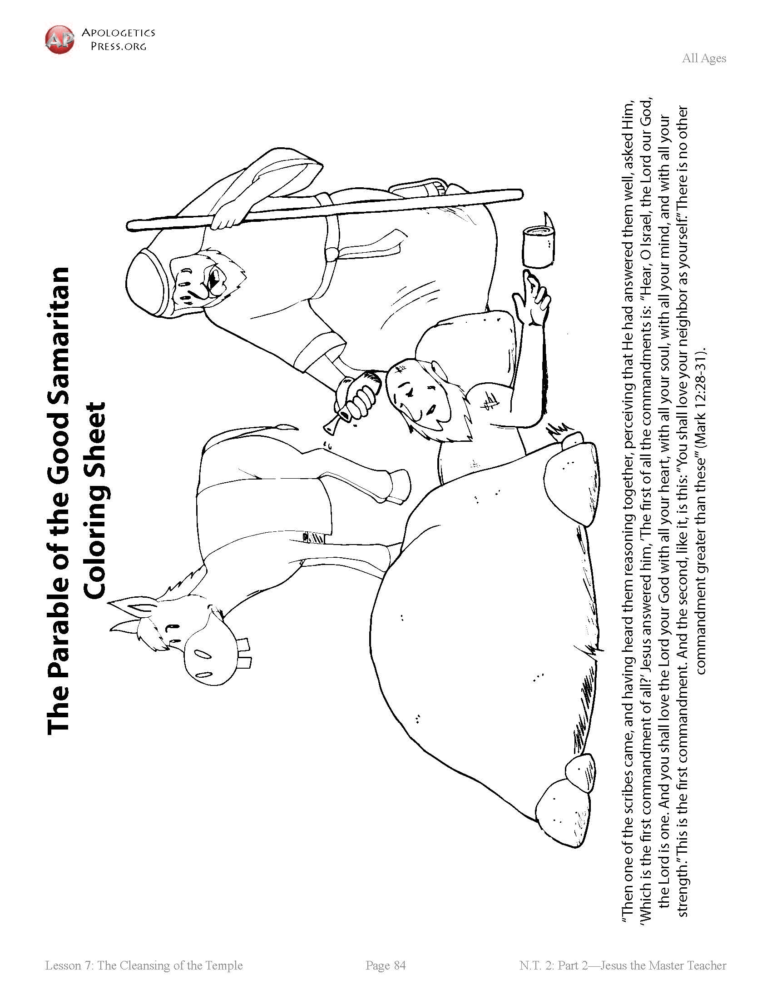 AP
APOLOGETICS
PRESS.ORG
All Ages
The Parable of the Good Samaritan
Coloring Sheet
“Then one of the scribes came, and having heard them reasoning together, perceiving that He had answered them well, asked Him,
‘Which is the first commandment of all?’ Jesus answered him, ‘The first of all the commandments is: “Hear, O Israel, the Lord our God,
the Lord is one. And you shall love the Lord your God with all your heart, with all your soul, with all your mind, and with all your
strength.” This is the first commandment. And the second, like it, is this: “You shall love your neighbor as yourself.” There is no other
commandment greater than these’” (Mark 12:28-31).
Lesson 7: The Cleansing of the Temple
Page 84
N.T. 2: Part 2—Jesus the Master Teacher